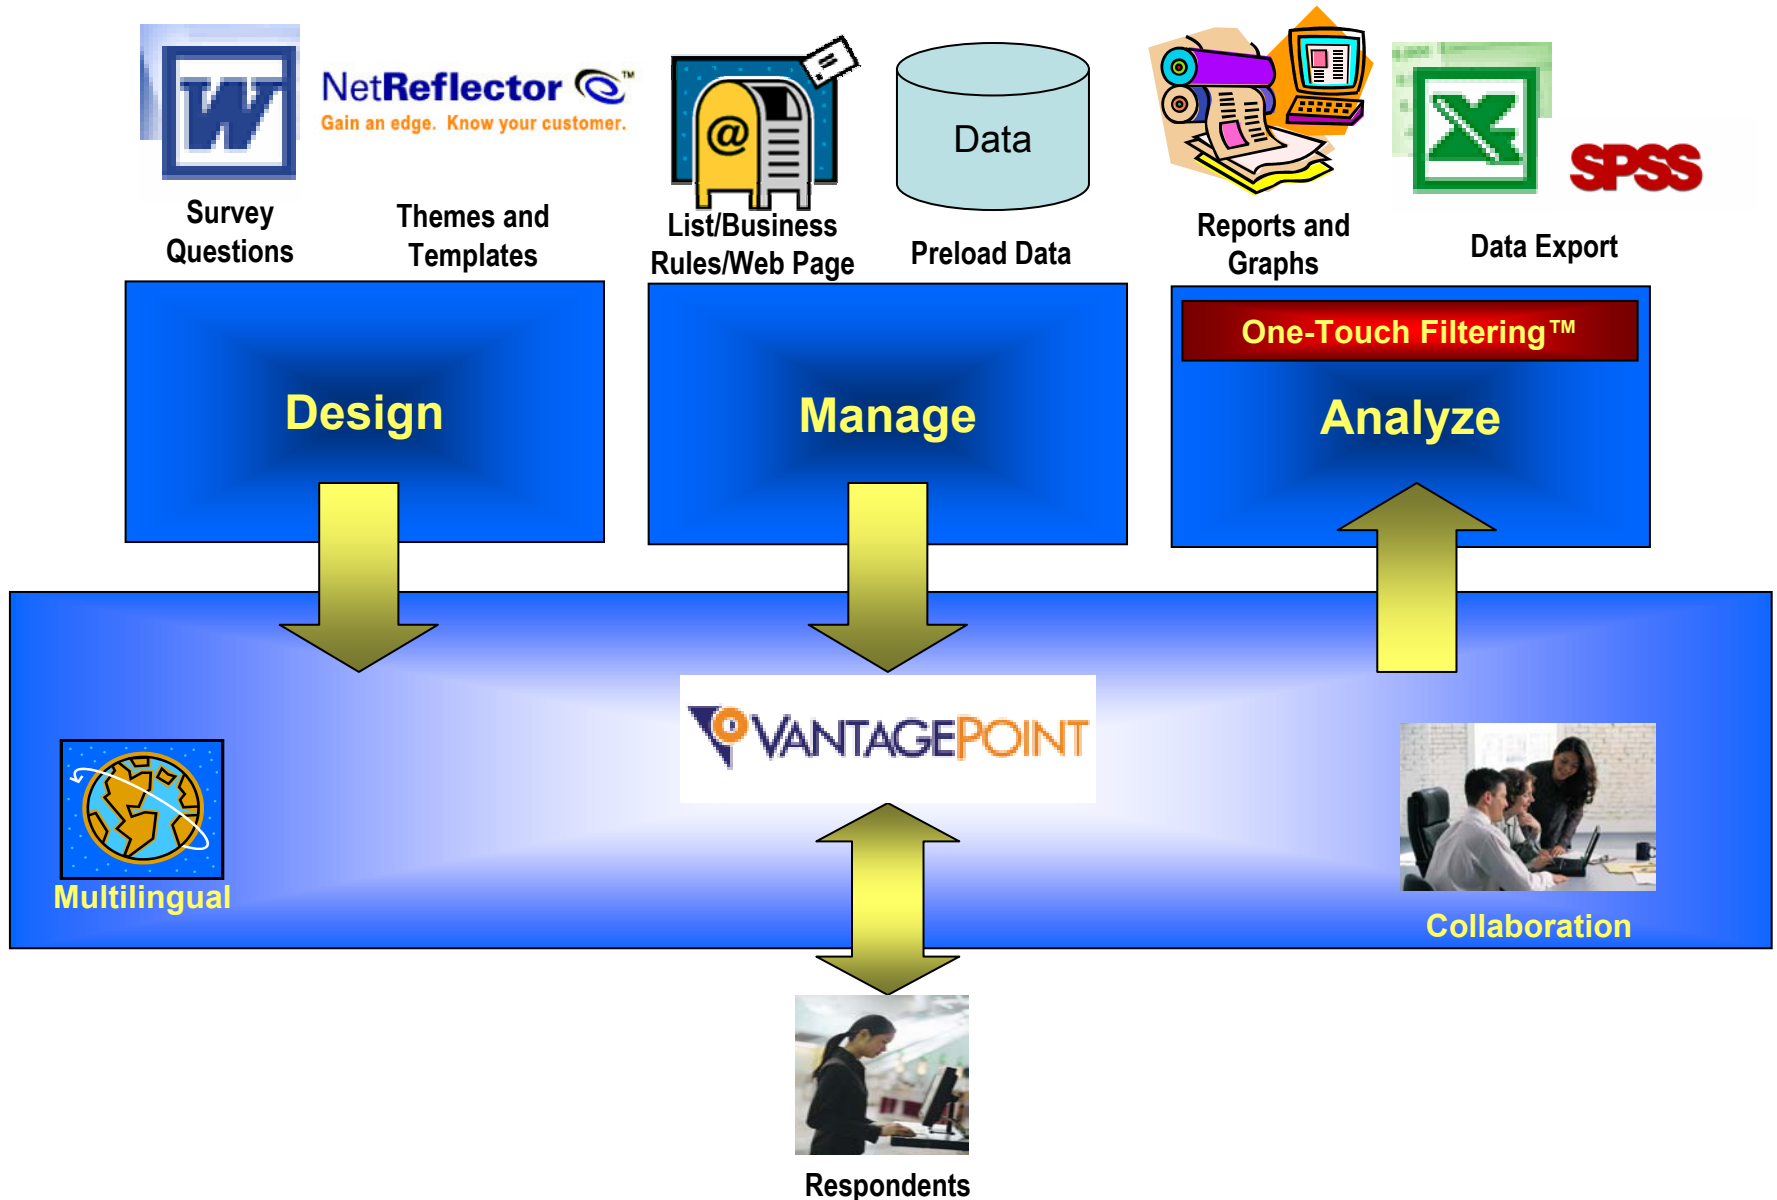 W
NetReflector™
Gain an edge. Know your customer.
@
Data
SPSS
Survey
Questions
Themes and
Templates
List/Business
Rules/Web Page
Preload Data
Reports and
Graphs
Data Export
Design
Manage
One-Touch Filtering™
Analyze
VANTAGEPOINT
Multilingual
Collaboration
Respondents